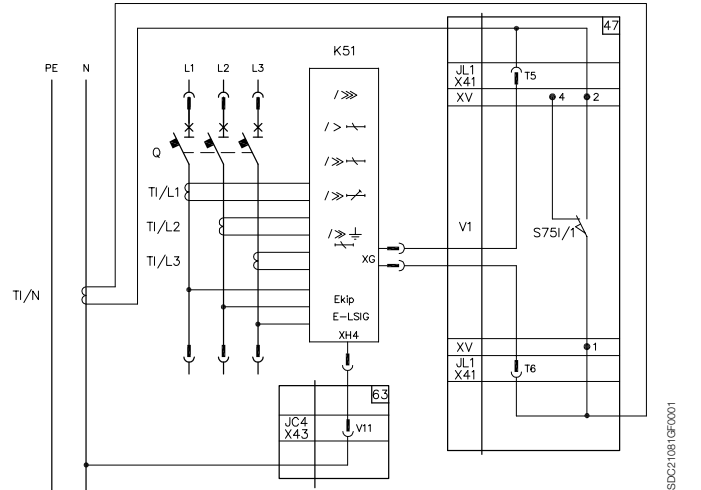 47
K51
PE N L1 L2 L3
JL1
X41
T5
XV 4 2
Q
TI/L1
TI/L2
V1
S75I/1
TI/L3
XG
TI/N
Ekip
E-LSIG
XH4
XV 1
JL1
X41
T6
63
JC4
X43
V11
SDC21081GF0001